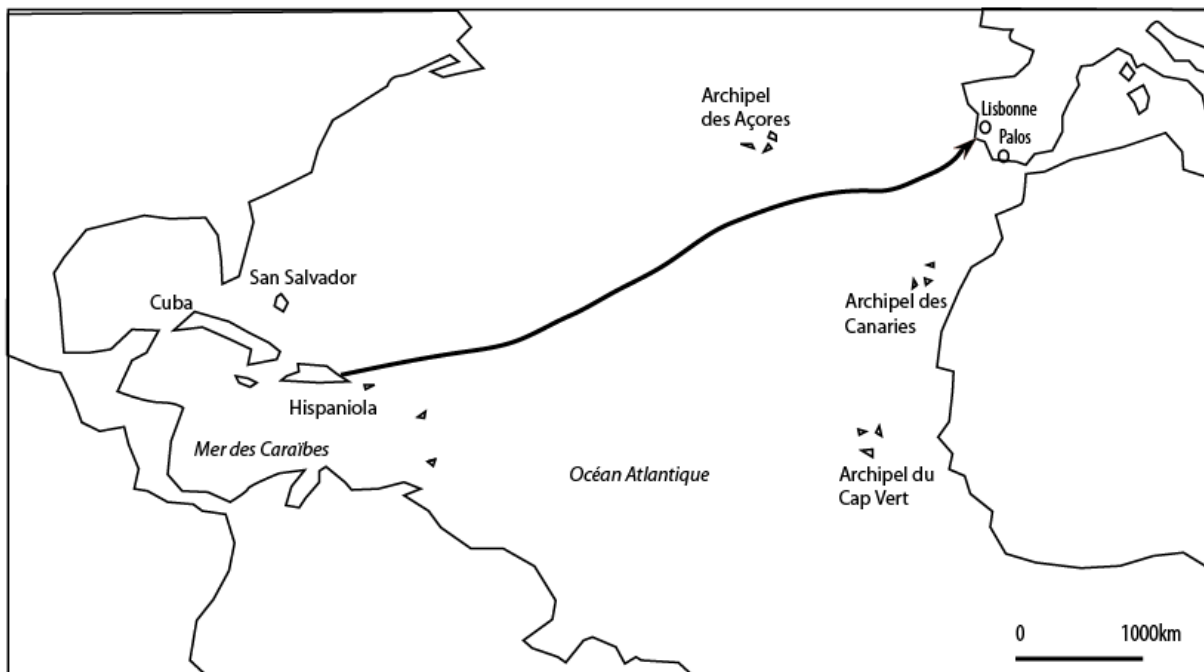 Archipel
des Açores
Lisbonne
Palos
San Salvador
Cuba
Archipel des
Canaries
Hispaniola
Mer des Caraïbes
Océan Atlantique
Archipel du
Cap Vert
0 1000km